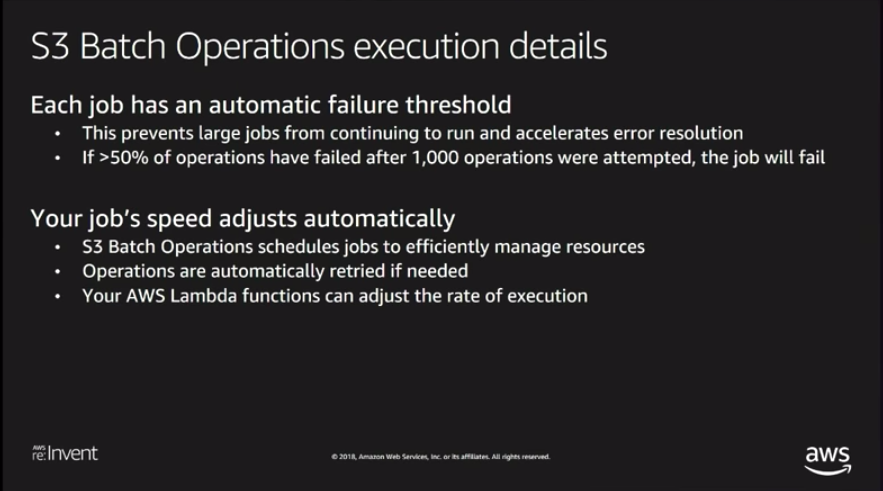 S3 Batch Operations execution details
Each job has an automatic failure threshold
• This prevents large jobs from continuing to run and accelerates error resolution
• If >50% of operations have failed after 1,000 operations were attempted, the job will fail
Your job's speed adjusts automatically
• S3 Batch Operations schedules jobs to efficiently manage resources
• Operations are automatically retried if needed
• Your AWS Lambda functions can adjust the rate of execution
AWS
re:Invent
© 2018, Amazon Web Services, Inc. or its affiliates. All rights reserved.
aws